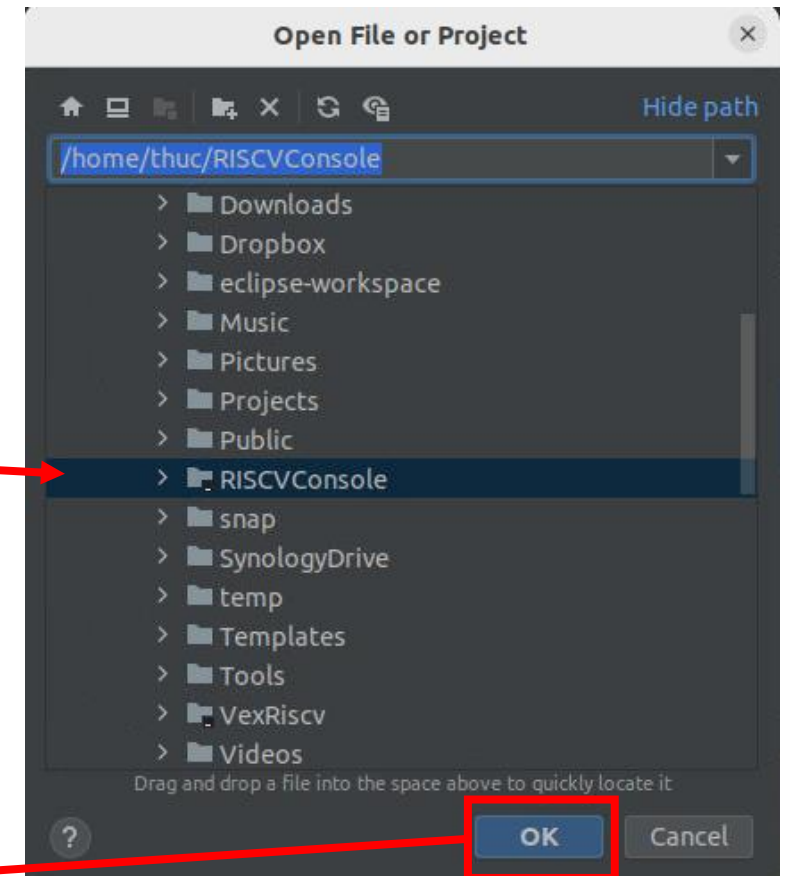 Open File or Project
Hide path
/home/thuc/RISCVConsole
Downloads
Dropbox
eclipse-workspace
Music
Pictures
Projects
Public
RISCVConsole
snap
SynologyDrive
temp
Templates
Tools
VexRiscv
Videos
Drag and drop a file into the space above to quickly locate it
? OK Cancel